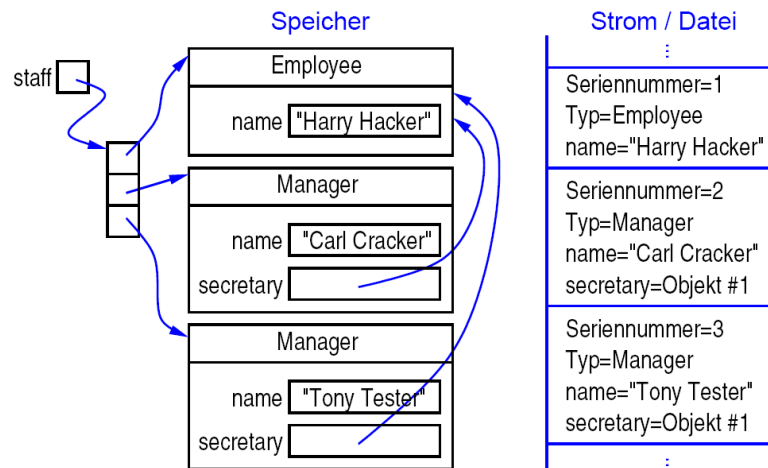 Speicher
staff
Employee
name "Harry Hacker"
Manager
name "Carl Cracker"
secretary
Manager
name "Tony Tester"
secretary
Strom / Datei
...
Seriennummer=1
Typ=Employee
name="Harry Hacker"
Seriennummer=2
Typ=Manager
name="Carl Cracker"
secretary=Objekt #1
Seriennummer=3
Typ=Manager
name="Tony Tester"
secretary=Objekt #1
...